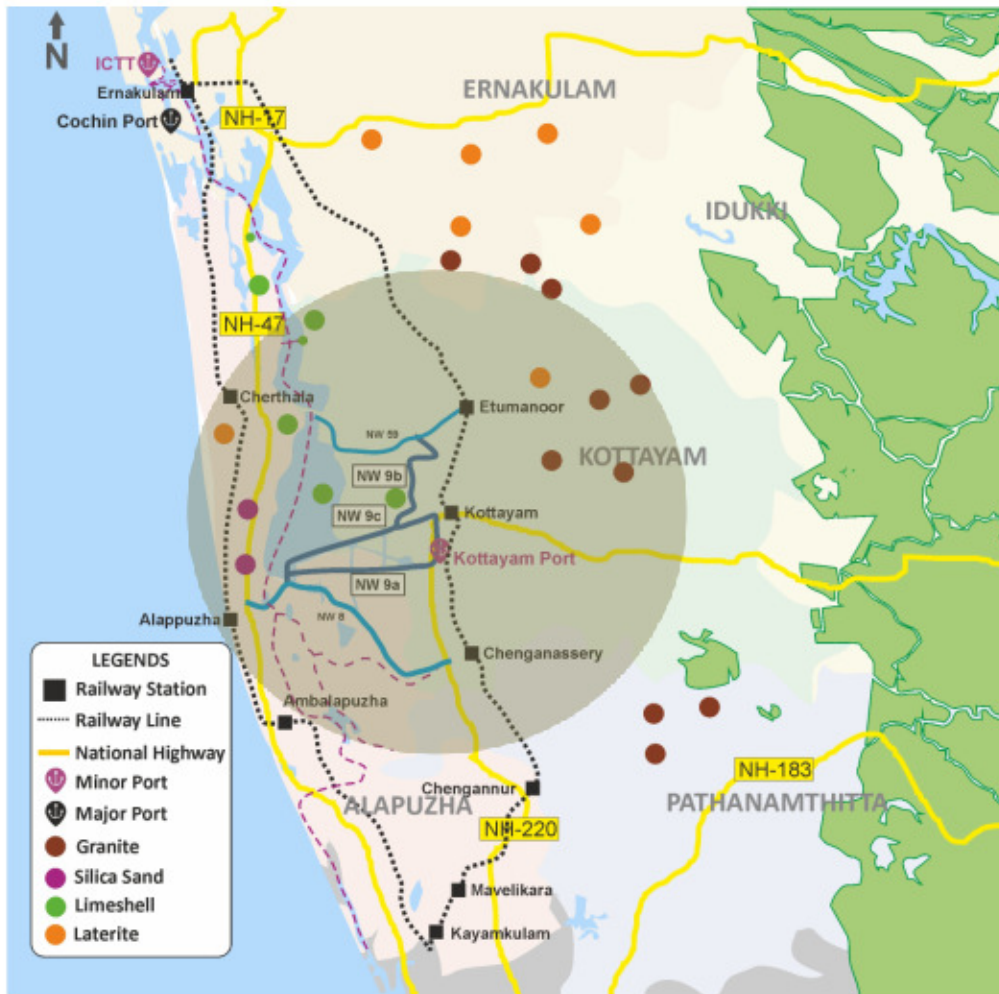 N
ICTT
Ernakulam
Cochin Port
ERNAKULAM
NH-17
IDUKKI
NH-47
Cherthala
Etumanoor
NW 59
KOTTAYAM
NW 9b
NW 9c
Kottayam
Kottayam Port
NW 9a
NW 8
Alappuzha
Chenganassery
LEGENDS
Railway Station
Railway Line
National Highway
Minor Port
Major Port
Granite
Silica Sand
Limeshell
Laterite
Ambalapuzha
NH-183
Chengannur
ALAPUZHA
PATHANAMTHITTA
NH-220
Mavelikara
Kayamkulam